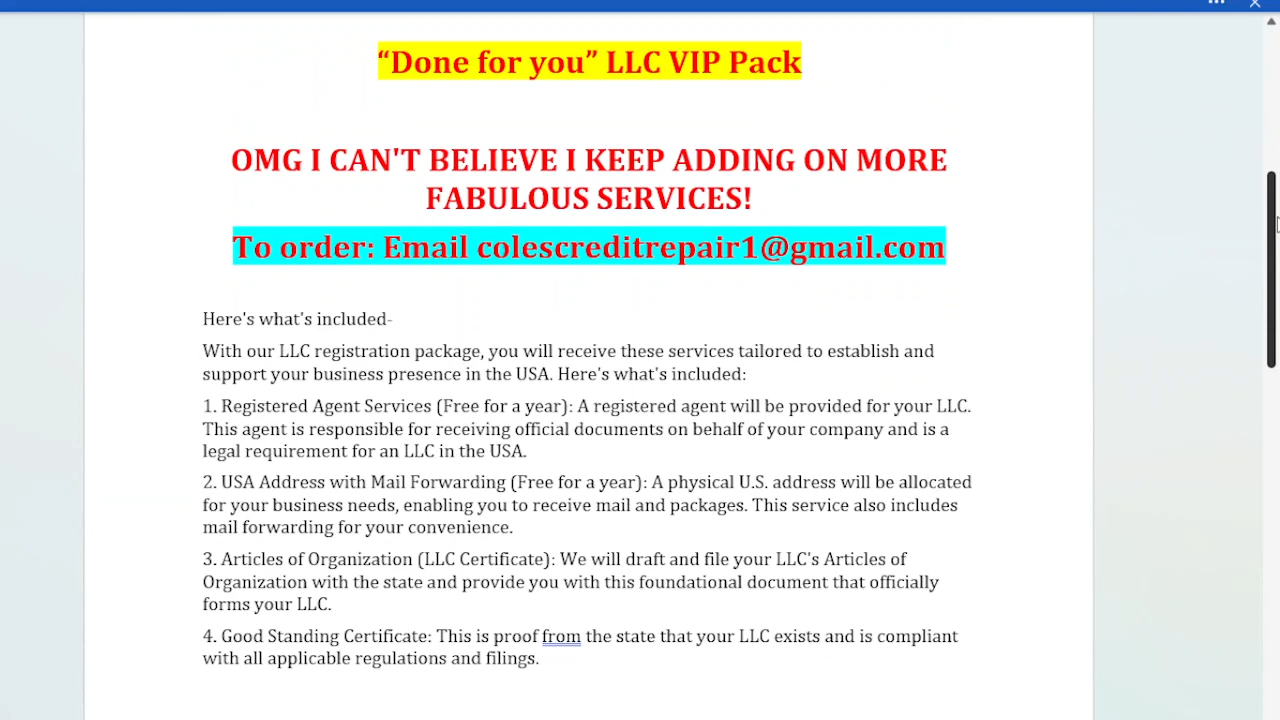 “Done for you” LLC VIP Pack
OMG I CAN'T BELIEVE I KEEP ADDING ON MORE
FABULOUS SERVICES!
To order: Email colescreditrepair1@gmail.com
Here's what's included-
With our LLC registration package, you will receive these services tailored to establish and
support your business presence in the USA. Here's what's included:
1. Registered Agent Services (Free for a year): A registered agent will be provided for your LLC.
This agent is responsible for receiving official documents on behalf of your company and is a
legal requirement for an LLC in the USA.
2. USA Address with Mail Forwarding (Free for a year): A physical U.S. address will be allocated
for your business needs, enabling you to receive mail and packages. This service also includes
mail forwarding for your convenience.
3. Articles of Organization (LLC Certificate): We will draft and file your LLC's Articles of
Organization with the state and provide you with this foundational document that officially
forms your LLC.
4. Good Standing Certificate: This is proof from the state that your LLC exists and is compliant
with all applicable regulations and filings.